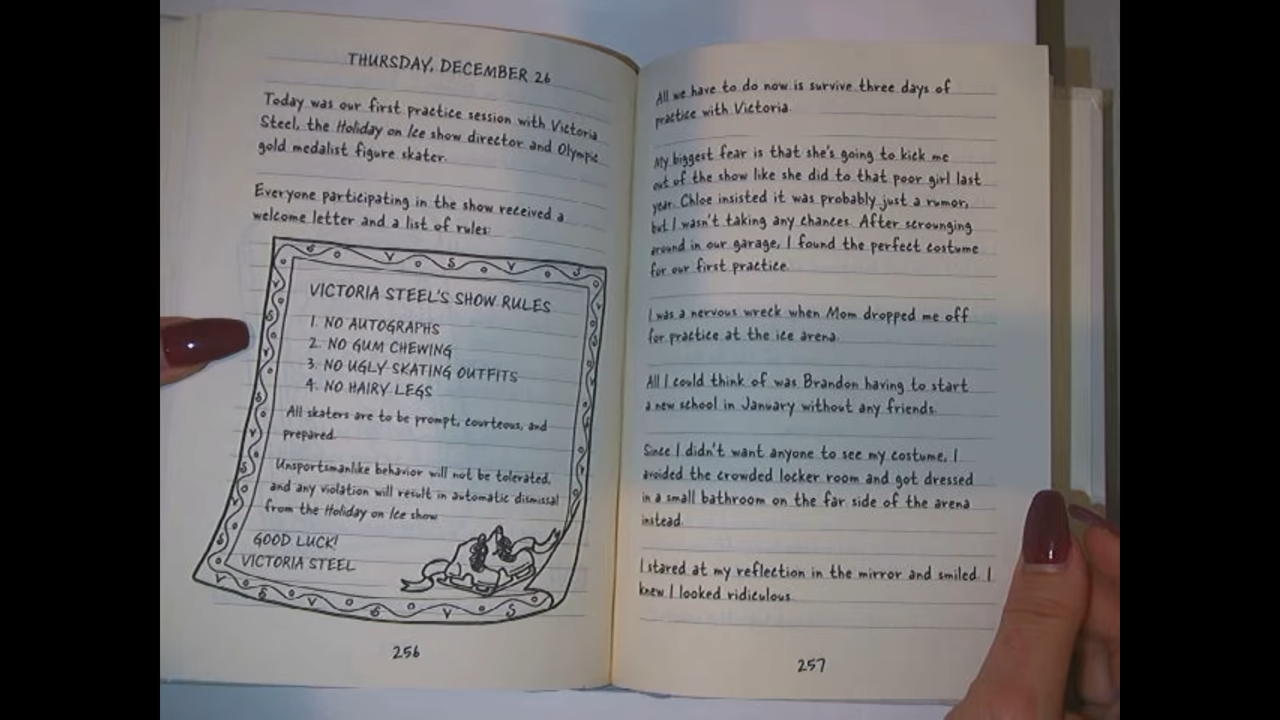 THURSDAY, DECEMBER 26
Today was our first practice session with Victoria
Steel, the Holiday on Ice show director and Olympic
gold medalist figure skater.
Everyone participating in the show received a
welcome letter and a list of rules:
VICTORIA STEEL'S SHOW RULES
1. NO AUTOGRAPHS
2. NO GUM CHEWING
3. NO UGLY SKATING OUTFITS
4. NO HAIRY LEGS
All skaters are to be prompt, courteous, and
prepared.
Unsportsmanlike behavior will not be tolerated,
and any violation will result in automatic dismissal
from the Holiday on Ice show.
GOOD LUCK!
VICTORIA STEEL
256
All we have to do now is survive three days of
practice with Victoria.
My biggest fear is that she's going to kick me
out of the show like she did to that poor girl last
year. Chloe insisted it was probably just a rumor,
but I wasn't taking any chances. After scrounging
around in our garage, I found the perfect costume
for our first practice.
I was a nervous wreck when Mom dropped me off
for practice at the ice arena.
All I could think of was Brandon having to start
a new school in January without any friends.
Since I didn't want anyone to see my costume, I
avoided the crowded locker room and got dressed
in a small bathroom on the far side of the arena
instead.
I stared at my reflection in the mirror and smiled. I
knew I looked ridiculous.
257